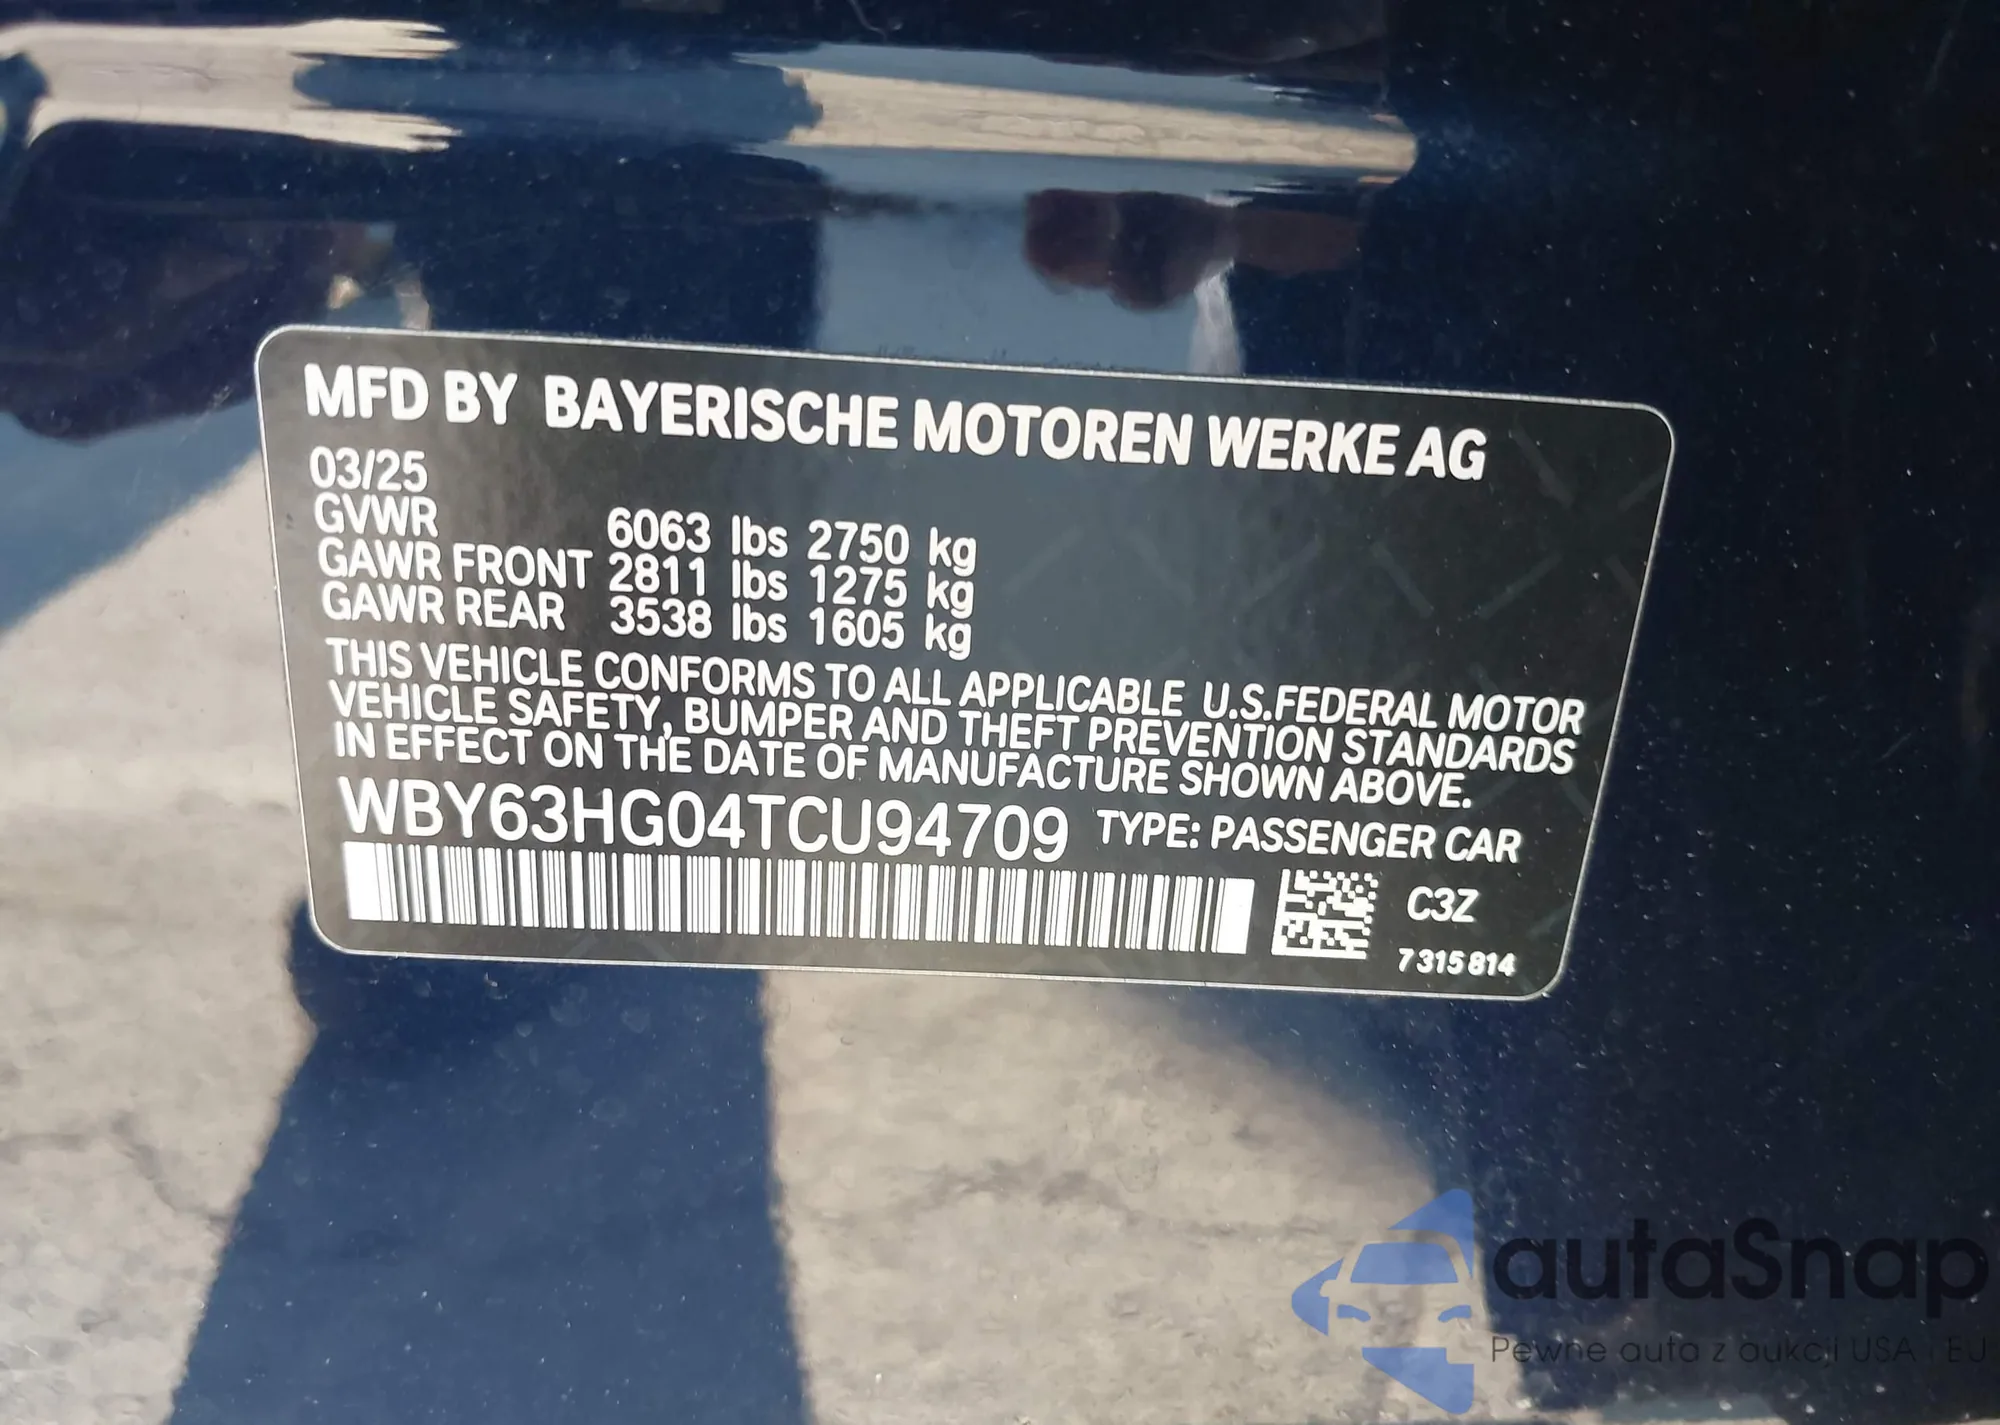 MFD BY BAYERISCHE MOTOREN WERKE AG
03/25
GVWR 6063 lbs 2750 kg
GAWR FRONT 2811 lbs 1275 kg
GAWR REAR 3538 lbs 1605 kg
THIS VEHICLE CONFORMS TO ALL APPLICABLE U.S.FEDERAL MOTOR
VEHICLE SAFETY, BUMPER AND THEFT PREVENTION STANDARDS
IN EFFECT ON THE DATE OF MANUFACTURE SHOWN ABOVE.
WBY63HG04TCU94709 TYPE: PASSENGER CAR
C3Z
7 315 814
autaSnap
Pewne auta z aukcji USA i EU